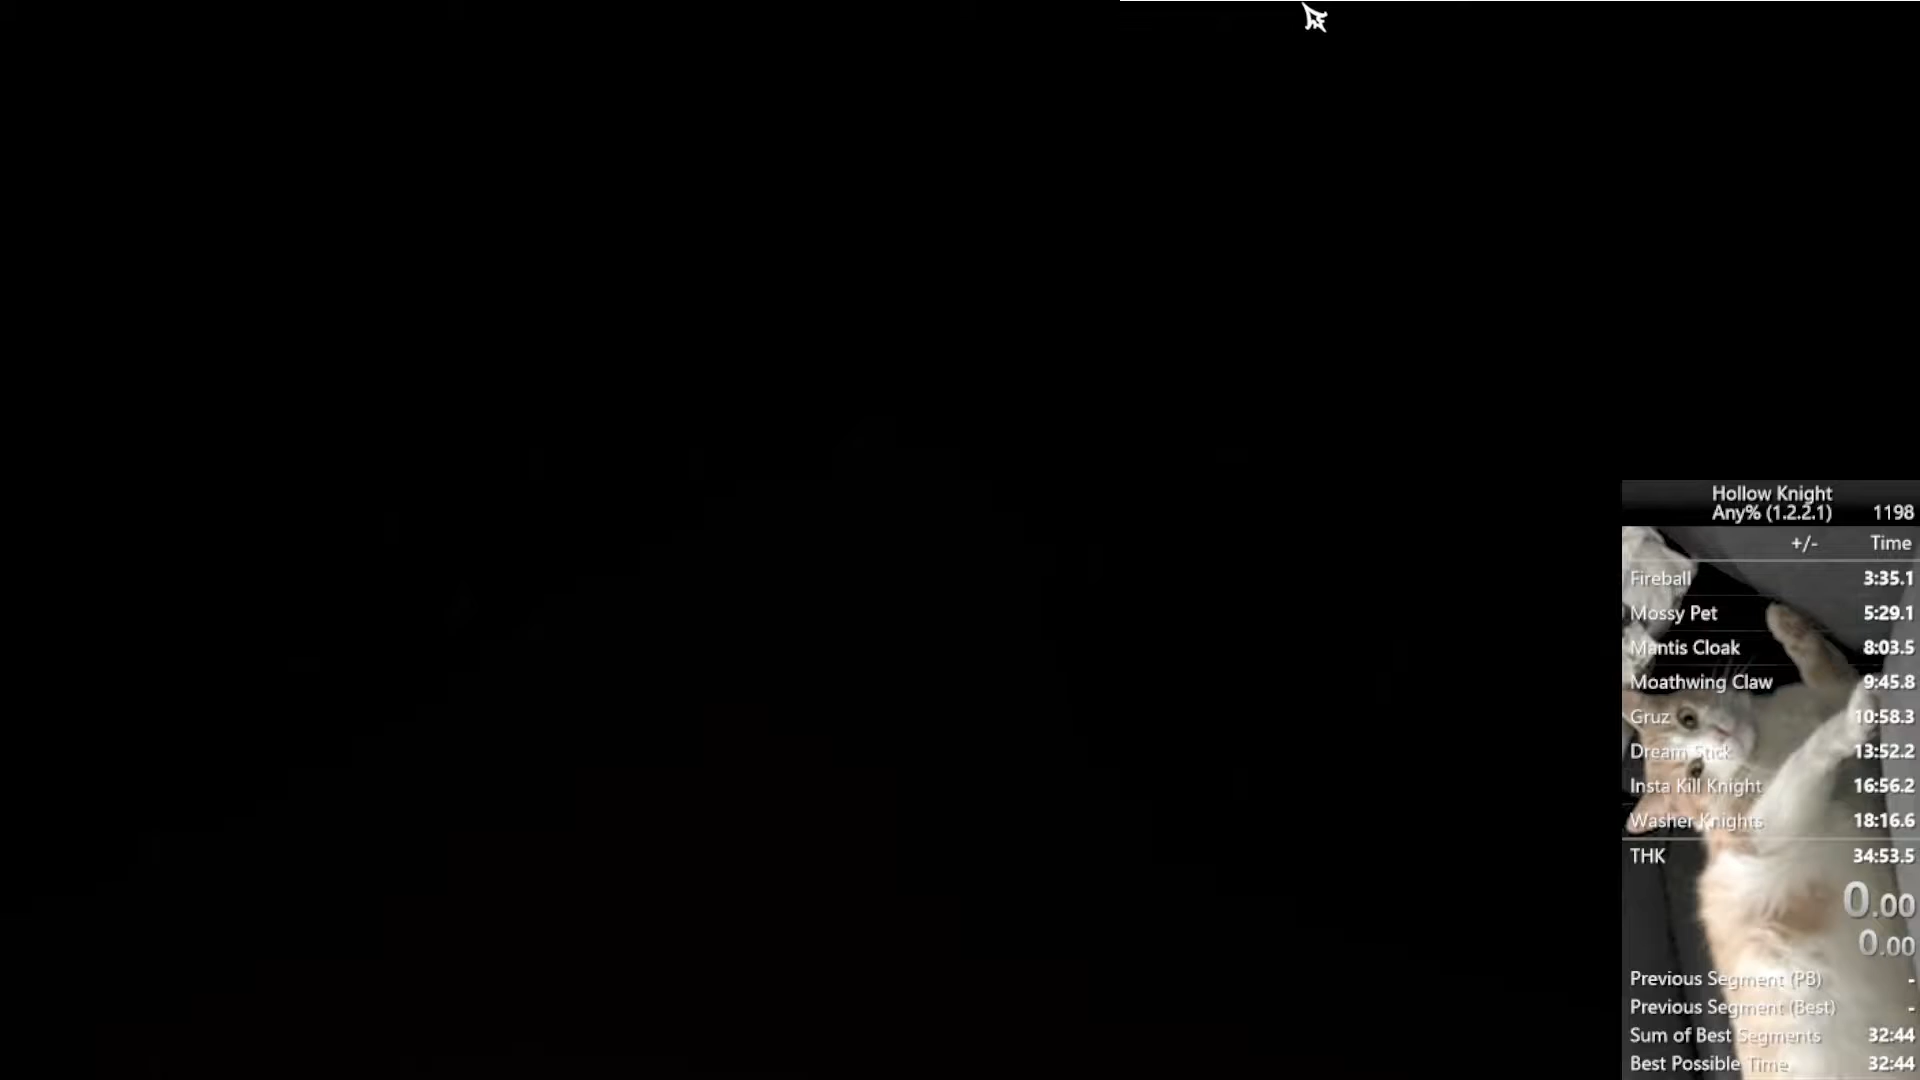 Hollow Knight
Any% (1.2.2.1) 1198
+/- Time
Fireball 3:35.1
Mossy Pet 5:29.1
Mantis Cloak 8:03.5
Moathwing Claw 9:45.8
Gruz 10:58.3
Dream Stick 13:52.2
Insta Kill Knight 16:56.2
Washer Knights 18:16.6
THK 34:53.5
0.00
0.00
Previous Segment (PB) -
Previous Segment (Best) -
Sum of Best Segments 32:44
Best Possible Time 32:44